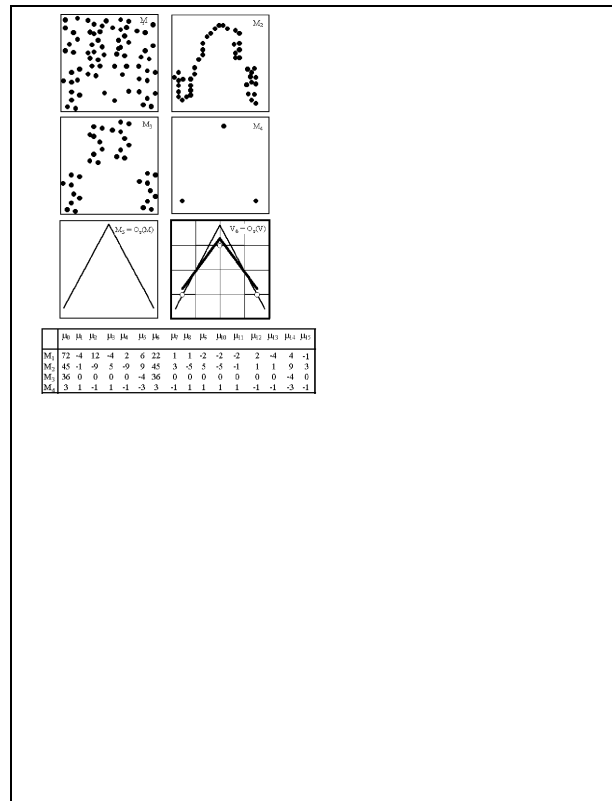 M₁ M₂
M₃ M₄
μ₀ μ₁ μ₂ μ₃ μ₄ μ₅ μ₆ μ₇ μ₈ μ₉ μ₁₀ μ₁₁ μ₁₂ μ₁₃ μ₁₄ μ₁₅
M₁ 72 -4 12 -4 2 6 22 1 1 -2 -2 -2 2 -4 4 -1
M₂ 45 -1 -9 5 -9 9 45 3 -5 5 -5 -1 1 1 9 3
M₃ 36 0 0 0 0 -4 36 0 0 0 0 0 0 0 -4 0
M₄ 3 1 -1 1 -1 -3 3 -1 1 1 1 1 -1 -1 -3 -1